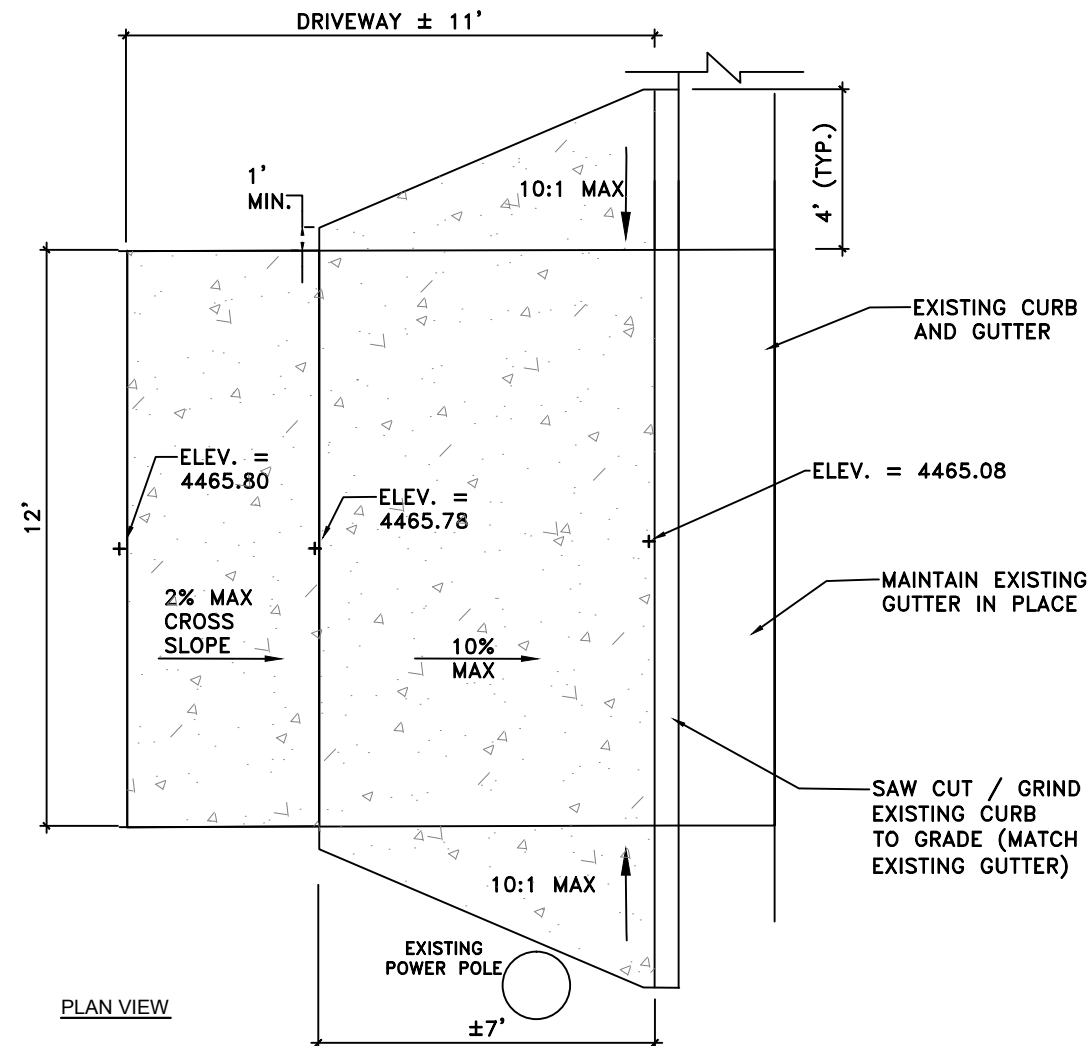 DRIVEWAY ± 11'
1'
MIN.
10:1 MAX
4' (TYP.)
EXISTING CURB
AND GUTTER
ELEV. =
4465.80
ELEV. =
4465.78
ELEV. = 4465.08
12'
MAINTAIN EXISTING
GUTTER IN PLACE
2% MAX
CROSS
SLOPE
10%
MAX
SAW CUT / GRIND
EXISTING CURB
TO GRADE (MATCH
EXISTING GUTTER)
10:1 MAX
EXISTING
POWER POLE
PLAN VIEW
±7'